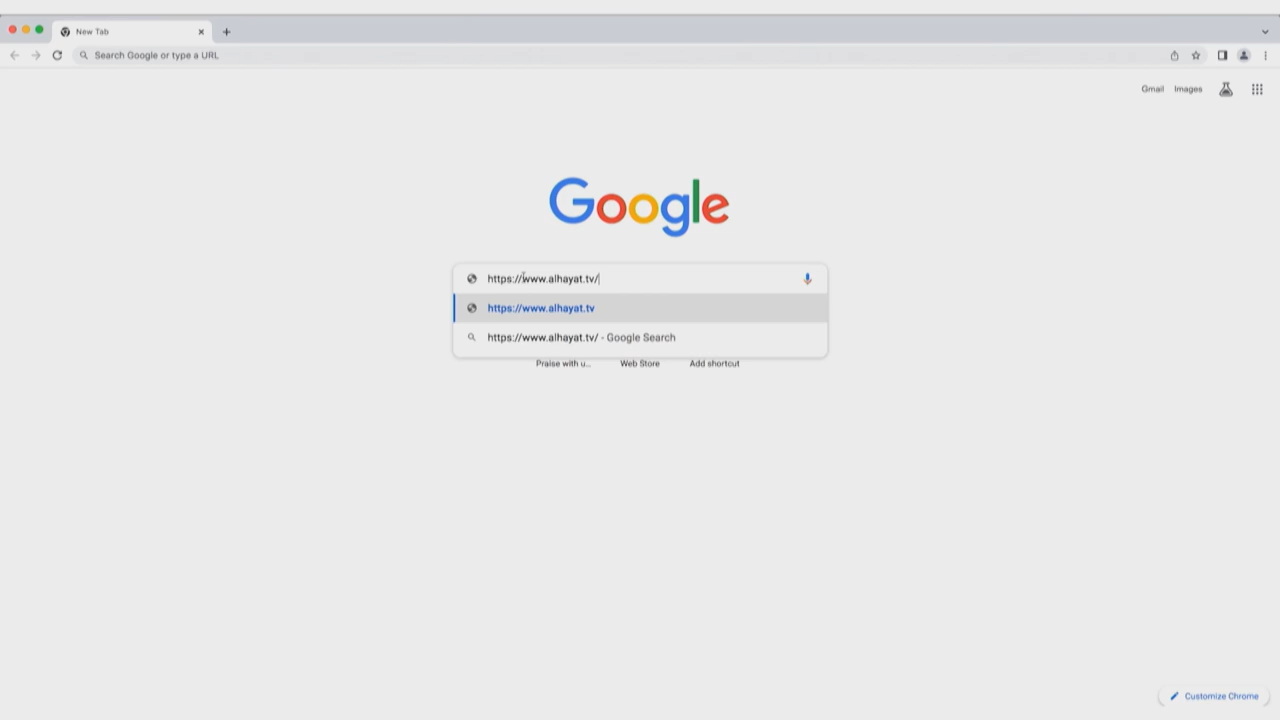 New Tab
Search Google or type a URL
Gmail Images
Google
https://www.alhayat.tv/
https://www.alhayat.tv
https://www.alhayat.tv/ - Google Search
Praise with u... Web Store Add shortcut
Customize Chrome